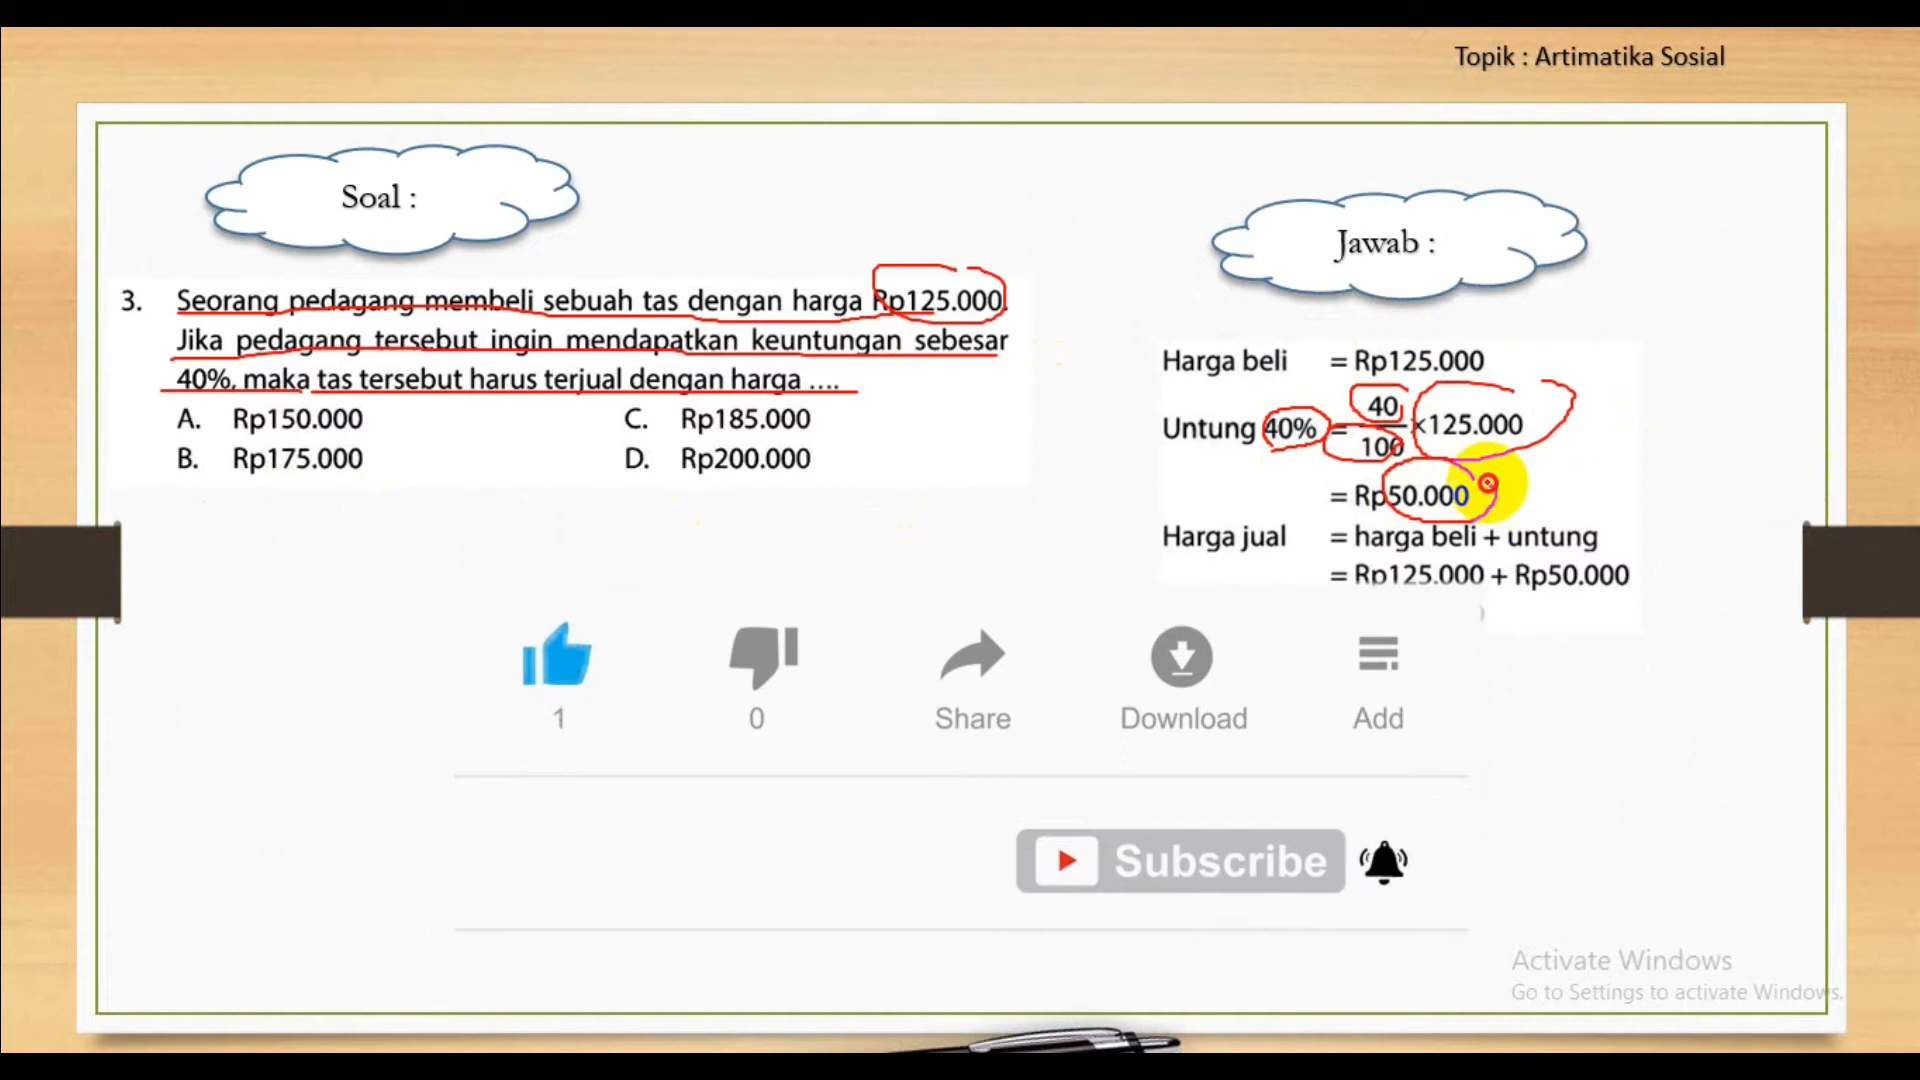 Topik : Artimatika Sosial
Soal :
3. Seorang pedagang membeli sebuah tas dengan harga Rp125.000.
Jika pedagang tersebut ingin mendapatkan keuntungan sebesar
40%, maka tas tersebut harus terjual dengan harga ....
A. Rp150.000 C. Rp185.000
B. Rp175.000 D. Rp200.000
Jawab :
Harga beli = Rp125.000
Untung 40% = 40/100 ×125.000
= Rp50.000
Harga jual = harga beli + untung
= Rp125.000 + Rp50.000
1 0 Share Download Add
Subscribe
Activate Windows
Go to Settings to activate Windows.